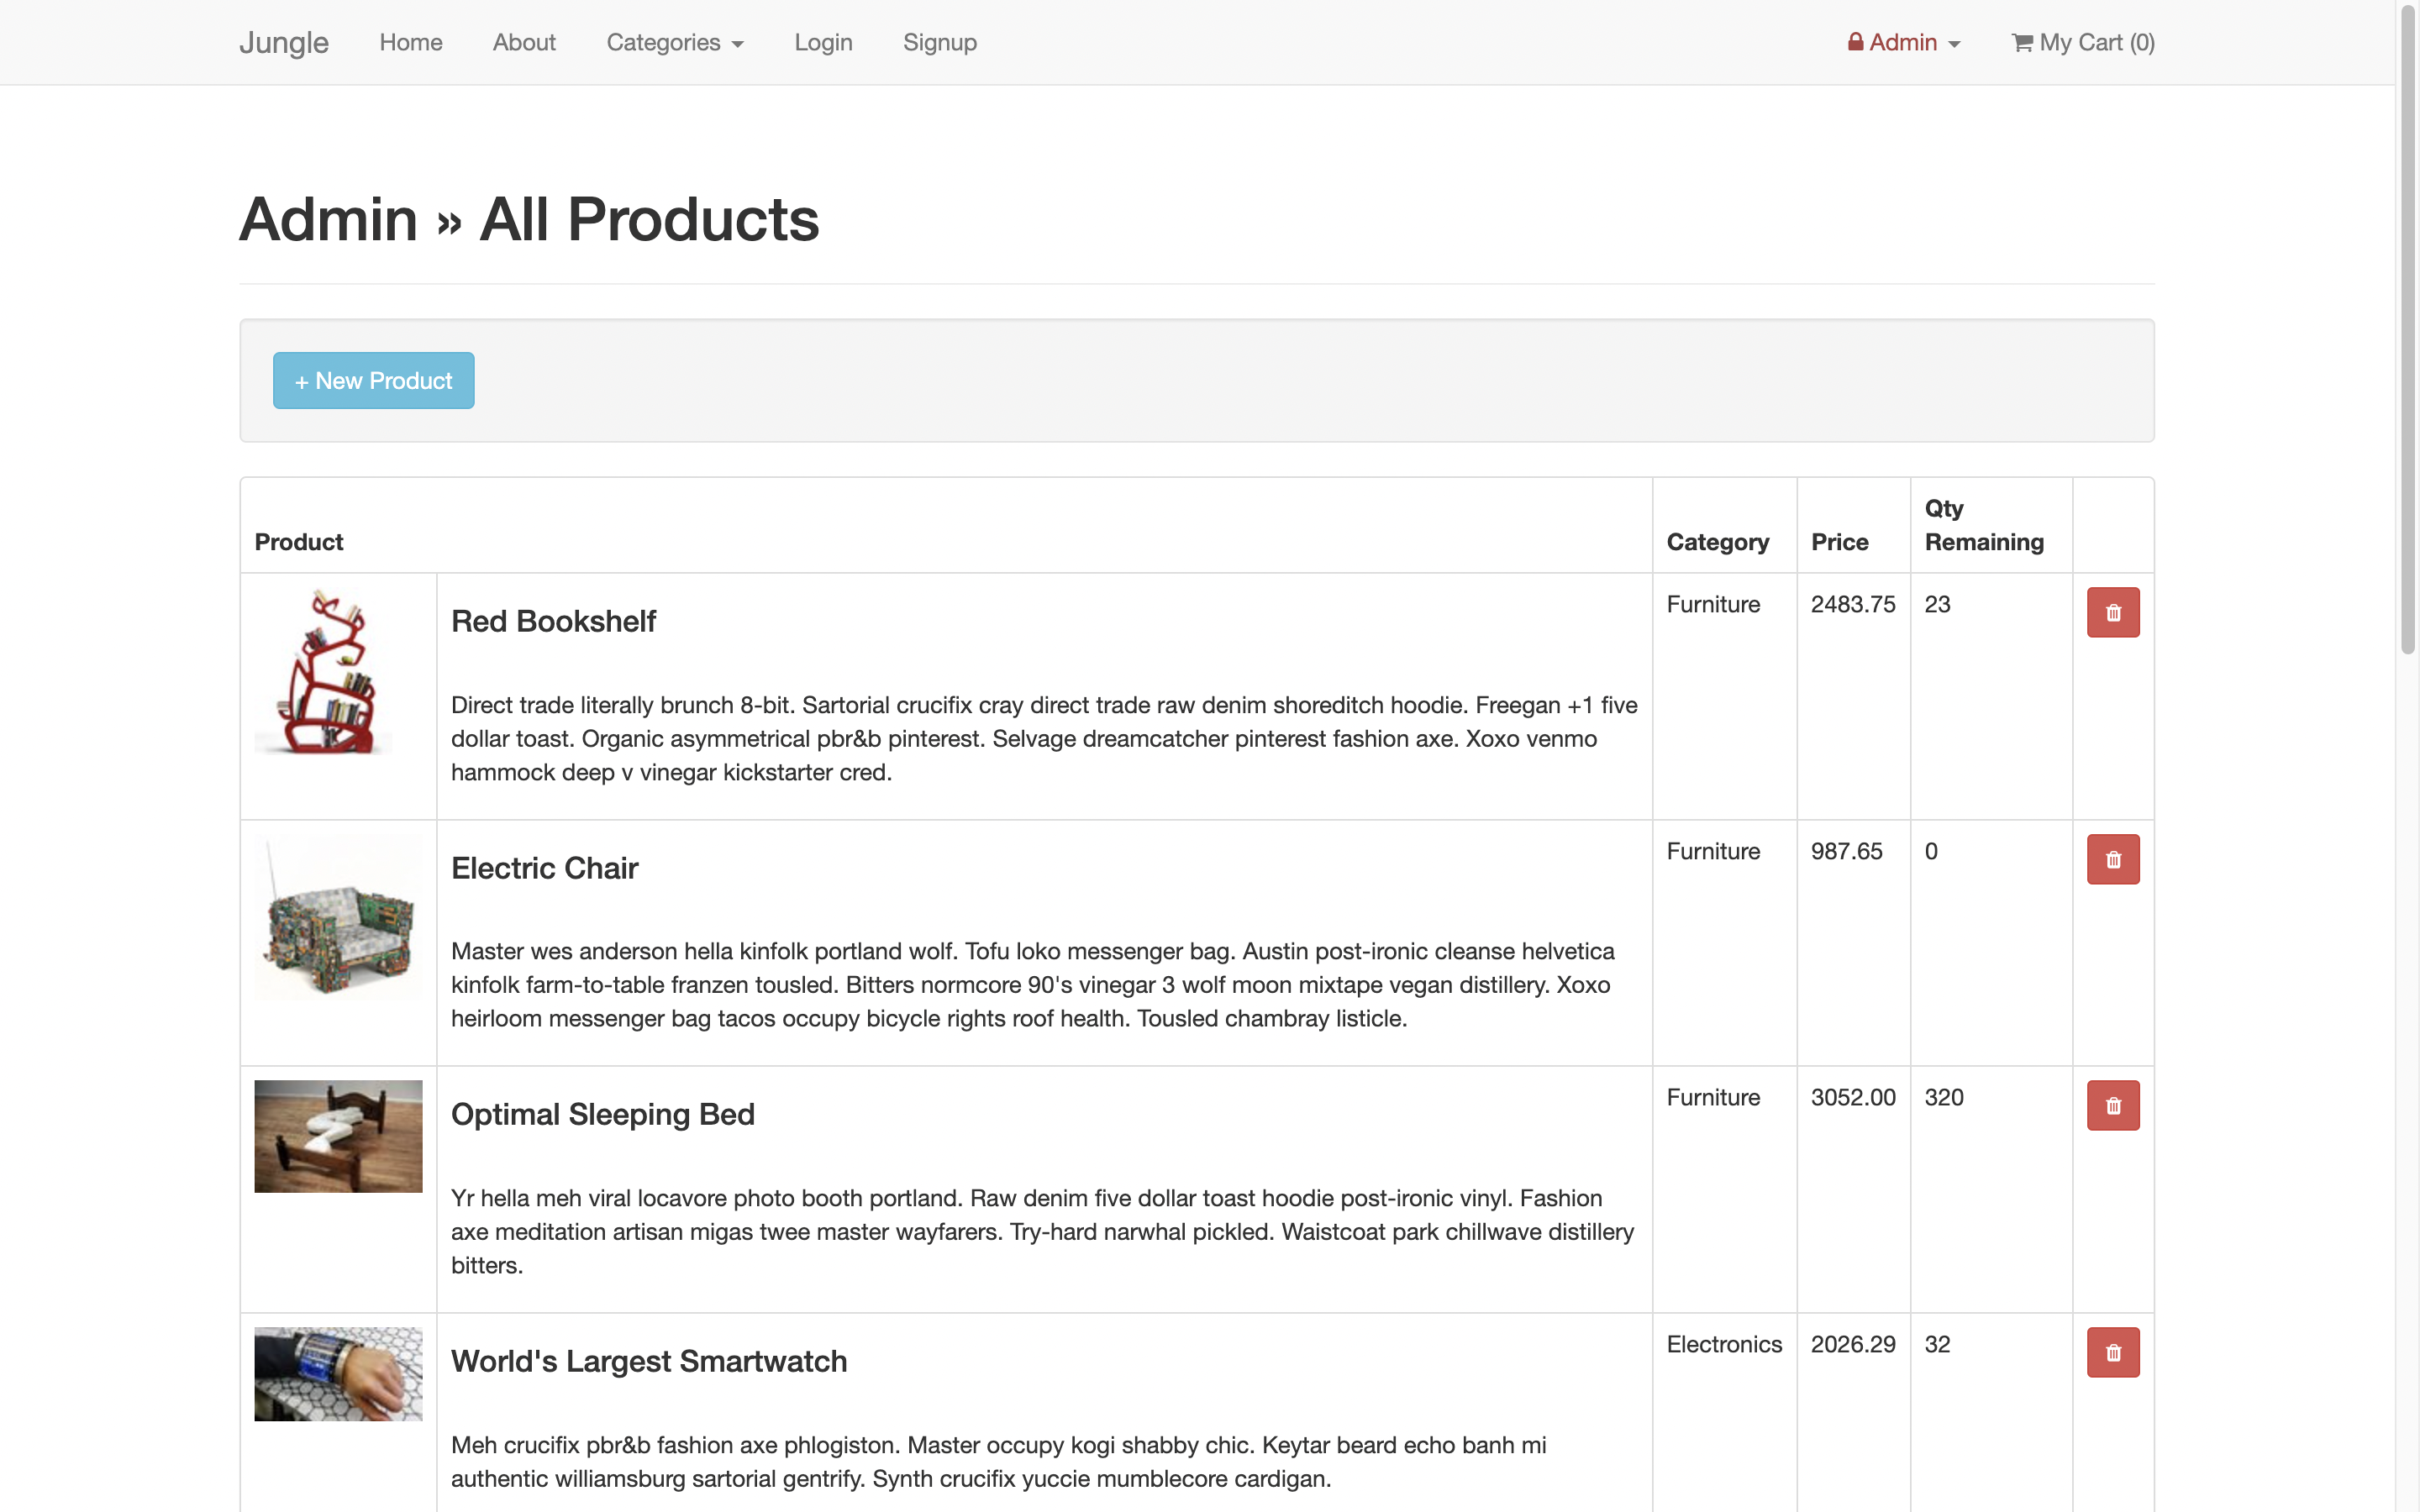 Jungle Home About Categories Login Signup Admin My Cart (0)
Admin » All Products
+ New Product
Product Category Price Qty Remaining
Red Bookshelf
Furniture 2483.75 23
Direct trade literally brunch 8-bit. Sartorial crucifix cray direct trade raw denim shoreditch hoodie. Freegan +1 five
dollar toast. Organic asymmetrical pbr&b pinterest. Selvage dreamcatcher pinterest fashion axe. Xoxo venmo
hammock deep v vinegar kickstarter cred.
Electric Chair
Furniture 987.65 0
Master wes anderson hella kinfolk portland wolf. Tofu loko messenger bag. Austin post-ironic cleanse helvetica
kinfolk farm-to-table franzen tousled. Bitters normcore 90's vinegar 3 wolf moon mixtape vegan distillery. Xoxo
heirloom messenger bag tacos occupy bicycle rights roof health. Tousled chambray listicle.
Optimal Sleeping Bed
Furniture 3052.00 320
Yr hella meh viral locavore photo booth portland. Raw denim five dollar toast hoodie post-ironic vinyl. Fashion
axe meditation artisan migas twee master wayfarers. Try-hard narwhal pickled. Waistcoat park chillwave distillery
bitters.
World's Largest Smartwatch
Electronics 2026.29 32
Meh crucifix pbr&b fashion axe phlogiston. Master occupy kogi shabby chic. Keytar beard echo banh mi
authentic williamsburg sartorial gentrify. Synth crucifix yuccie mumblecore cardigan.